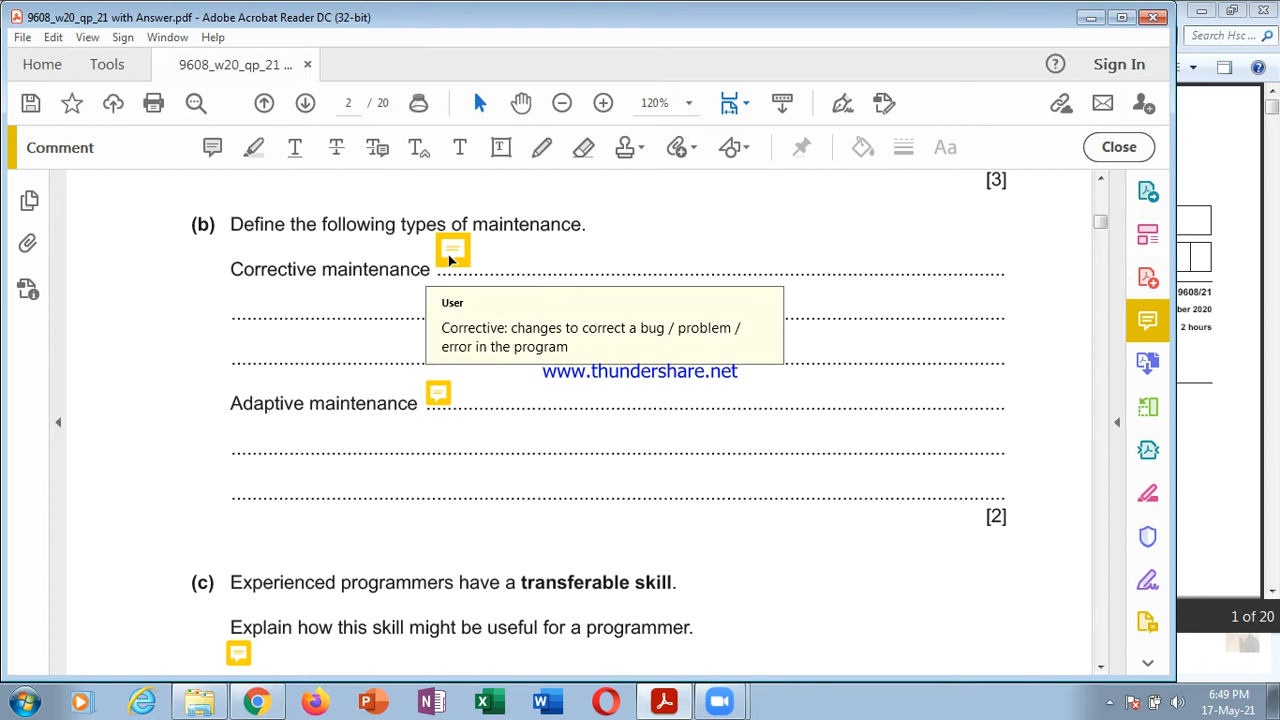 9608_w20_qp_21 with Answer.pdf - Adobe Acrobat Reader DC (32-bit)
File Edit View Sign Window Help
Search Hsc
Home Tools 9608_w20_qp_21 ... × Sign In
2 / 20 120%
Comment Close
[3]
(b) Define the following types of maintenance.
Corrective maintenance
User
Corrective: changes to correct a bug / problem /
error in the program
www.thundershare.net
Adaptive maintenance
[2]
(c) Experienced programmers have a transferable skill.
Explain how this skill might be useful for a programmer.
9608/21
ber 2020
2 hours
1 of 20
6:49 PM
17-May-21